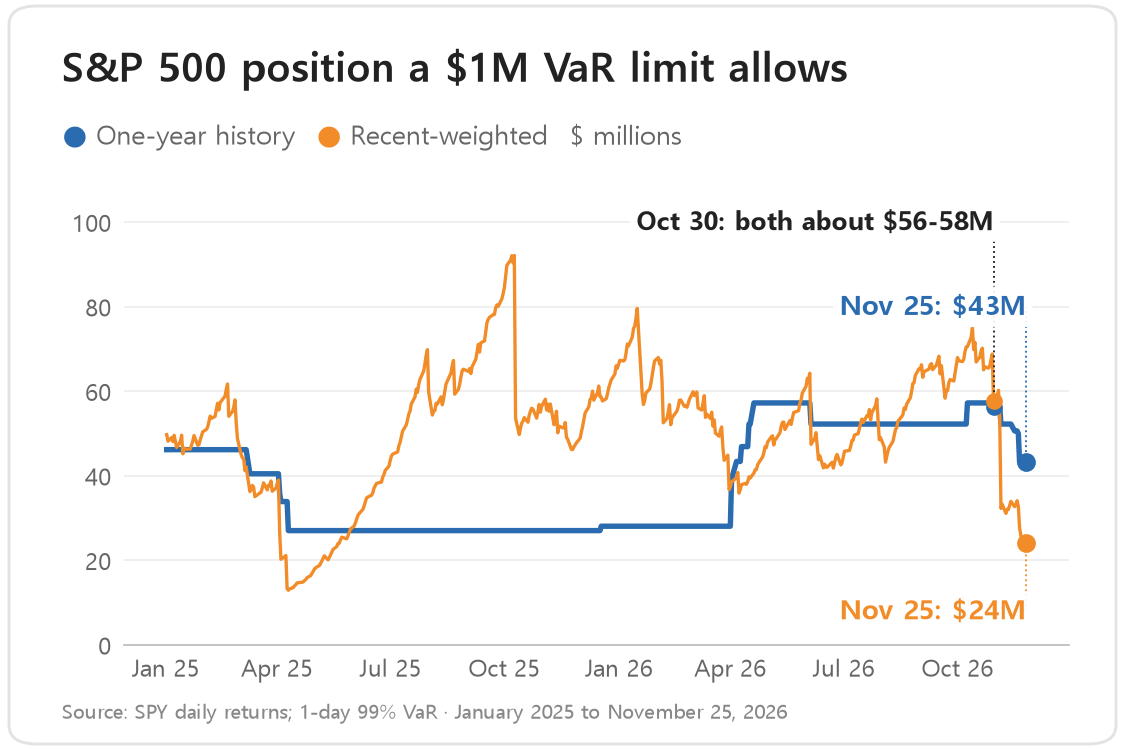 S&P 500 position a $1M VaR limit allows
One-year history Recent-weighted $ millions
100
Oct 30: both about $56-58M
80
Nov 25: $43M
60
40
20
Nov 25: $24M
0
Jan 25 Apr 25 Jul 25 Oct 25 Jan 26 Apr 26 Jul 26 Oct 26
Source: SPY daily returns; 1-day 99% VaR · January 2025 to November 25, 2026